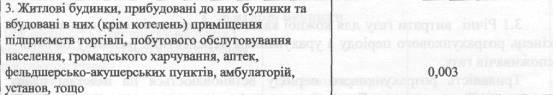 3. Житлові будинки, прибудовані до них будинки та
вбудовані в них (крім котелень) приміщення
підприємств торгівлі, побутового обслуговування
населення, громадського харчування, аптек,
фельдшерсько-акушерських пунктів, амбулаторій,
установ, тощо
0,003